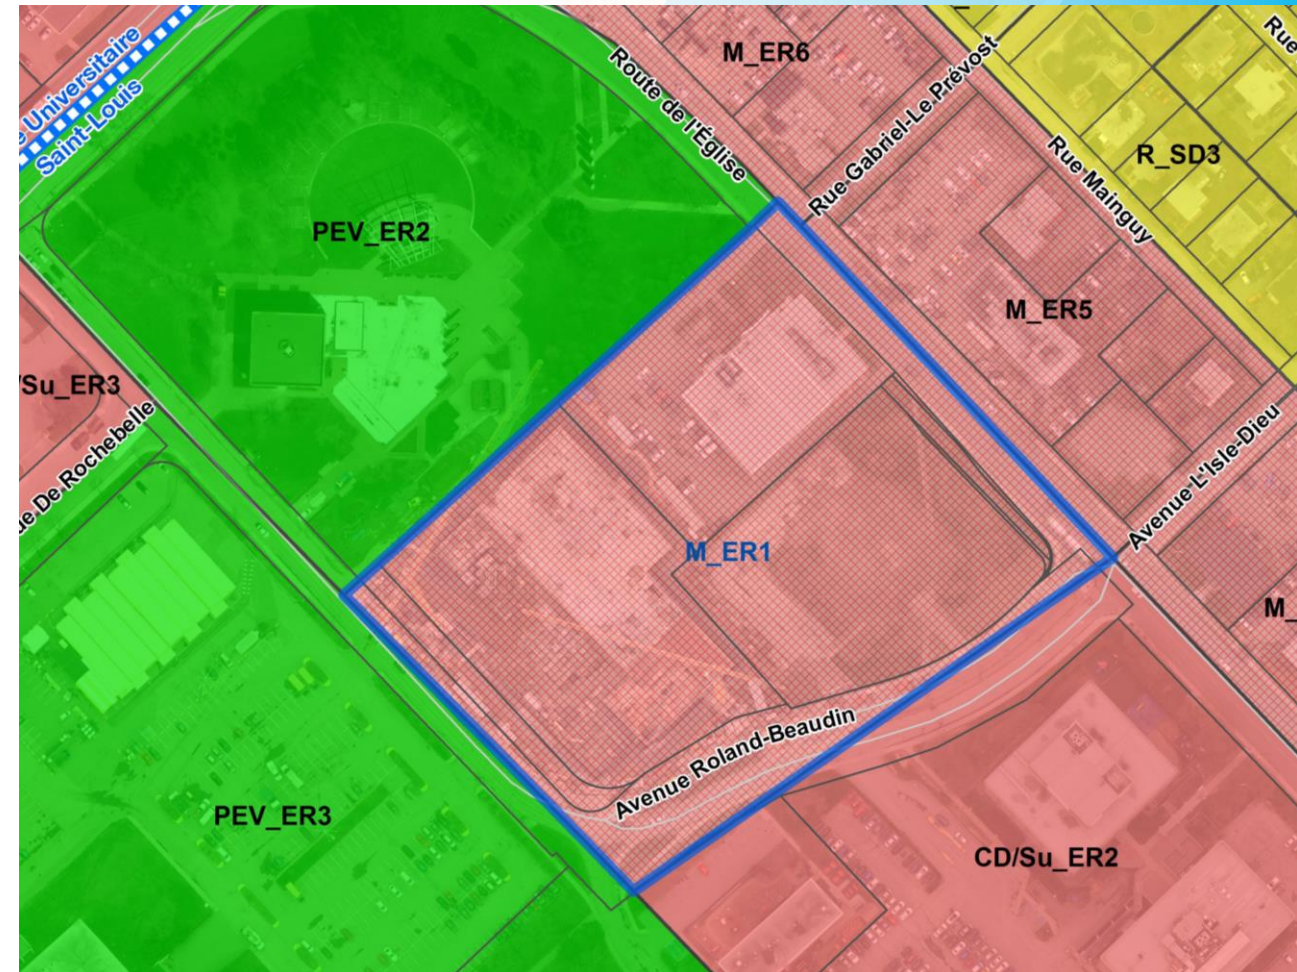 Universitaire
Saint-Louis
Route de l'Église
M_ER6
Rue Gabriel-Le Prévost
Rue
Rue Mainguy
R_SD3
PEV_ER2
M_ER5
/Su_ER3
De Rochebelle
Avenue L'Isle-Dieu
M_ER1
M_
Avenue Roland-Beaudin
PEV_ER3
CD/Su_ER2